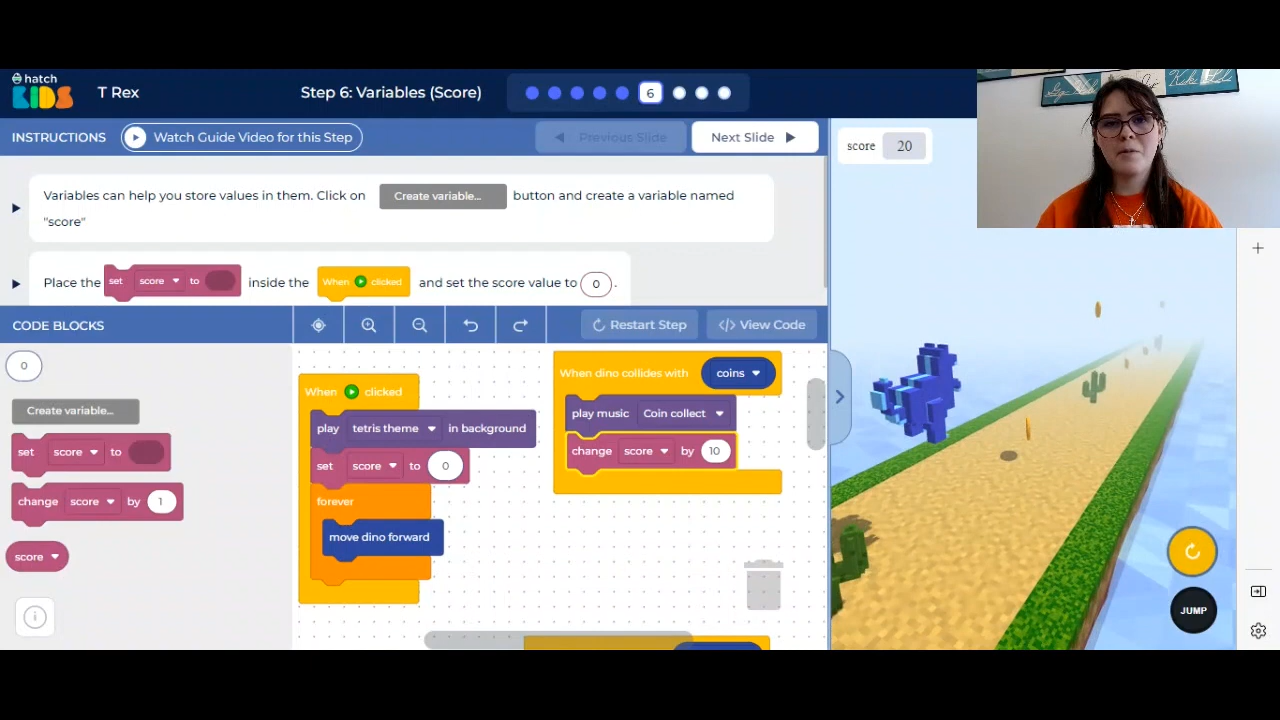 hatch
KIDS
T Rex
Step 6: Variables (Score)
6
INSTRUCTIONS
Watch Guide Video for this Step
Previous Slide
Next Slide
Variables can help you store values in them. Click on Create variable... button and create a variable named
"score"
Place the set score to inside the When clicked and set the score value to 0 .
CODE BLOCKS
Restart Step
</> View Code
0
Create variable...
set score to
change score by 1
score
When clicked
play tetris theme in background
set score to 0
forever
move dino forward
When dino collides with coins
play music Coin collect
change score by 10
score 20
JUMP